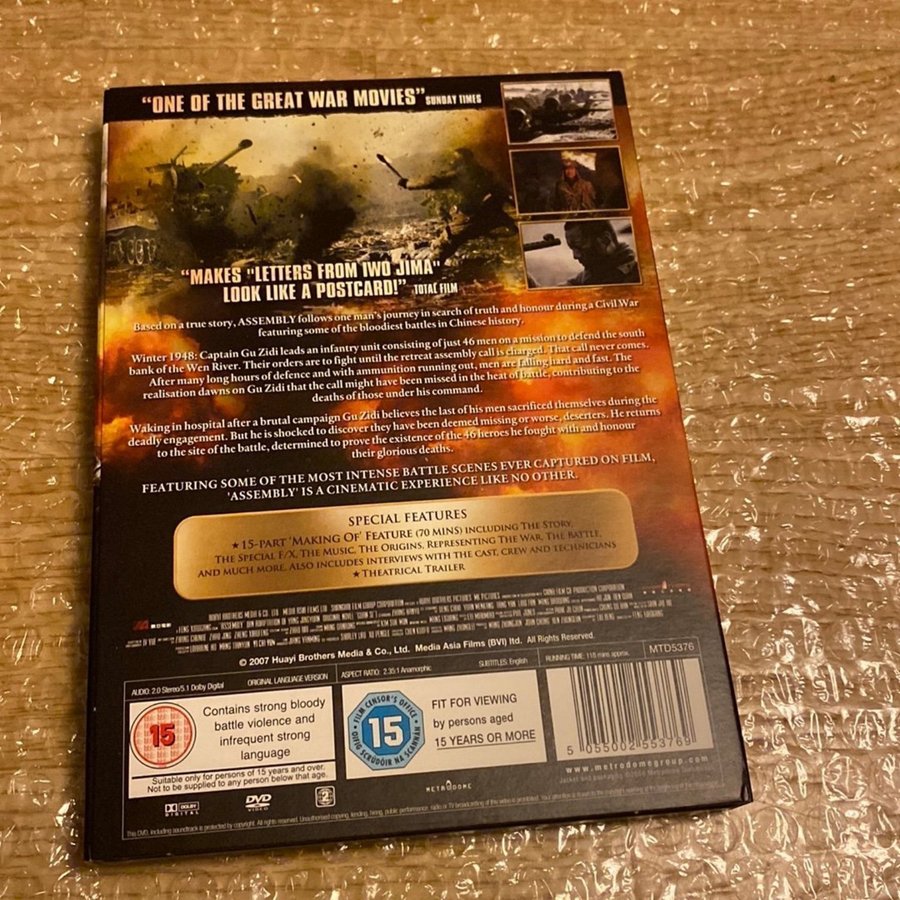 "ONE OF THE GREAT WAR MOVIES" SUNDAY TIMES
"MAKES "LETTERS FROM IWO JIMA"
LOOK LIKE A POSTCARD!" TOTAL FILM
Based on a true story, ASSEMBLY follows one man's journey in search of truth and honour during a Civil War
featuring some of the bloodiest battles in Chinese history.
Winter 1948: Captain Gu Zidi leads an infantry unit consisting of just 46 men on a mission to defend the south
bank of the Wen River. Their orders are to fight until the retreat assembly call is charged. That call never comes.
After many long hours of defence and with ammunition running out, men are falling hard and fast. The
realisation dawns on Gu Zidi that the call might have been missed in the heat of battle, contributing to the
deaths of those under his command.
Waking in hospital after a brutal campaign Gu Zidi believes the last of his men sacrificed themselves during the
deadly engagement. But he is shocked to discover they have been deemed missing or worse, deserters. He returns
to the site of the battle, determined to prove the existence of the 46 heroes he fought with and honour
their glorious deaths.
FEATURING SOME OF THE MOST INTENSE BATTLE SCENES EVER CAPTURED ON FILM,
'ASSEMBLY' IS A CINEMATIC EXPERIENCE LIKE NO OTHER.
SPECIAL FEATURES
★15-PART 'MAKING OF' FEATURE (70 MINS) INCLUDING THE STORY,
THE SPECIAL F/X, THE MUSIC, THE ORIGINS, REPRESENTING THE WAR, THE BATTLE,
AND MUCH MORE. ALSO INCLUDES INTERVIEWS WITH THE CAST, CREW AND TECHNICIANS
★THEATRICAL TRAILER
© 2007 Huayi Brothers Media & Co., Ltd. Media Asia Films (BVI) ltd. All Rights Reserved.
AUDIO: 2.0 Stereo/5.1 Dolby Digital
ORIGINAL LANGUAGE VERSION
ASPECT RATIO: 2.35:1 Anamorphic
SUBTITLES: English
RUNNING TIME: 118 mins approx.
MTD5376
15
Contains strong bloody
battle violence and
infrequent strong
language
Suitable only for persons of 15 years and over.
Not to be supplied to any person below that age.
FILM CENSOR'S OFFICE
15
OIFIG SCRÚDÓIR NA SCANNÁN
FIT FOR VIEWING
by persons aged
15 YEARS OR MORE
5 055002 553769
www.metrodomegroup.com
DOLBY
DIGITAL
DVD
VIDEO
2
METRODOME